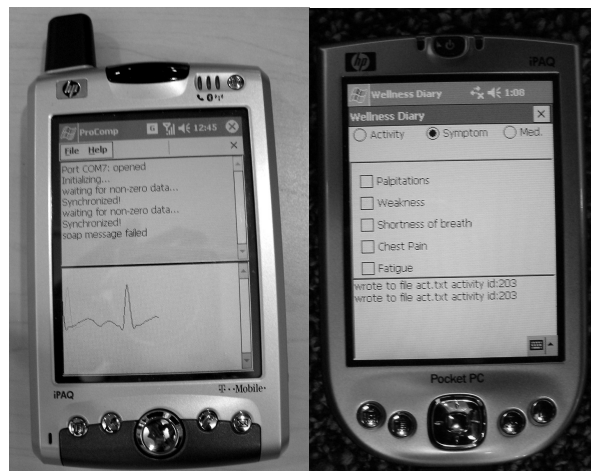 hp
ProComp
G
12:45
File Help
Port COM7: opened
Initializing...
waiting for non-zero data...
Synchronized!
waiting for non-zero data...
Synchronized!
soap message failed
T··Mobile·
iPAQ
hp
iPAQ
Wellness Diary
1:08
Wellness Diary
Activity
Symptom
Med.
Palpitations
Weakness
Shortness of breath
Chest Pain
Fatigue
wrote to file act.txt activity id:203
wrote to file act.txt activity id:203
Pocket PC